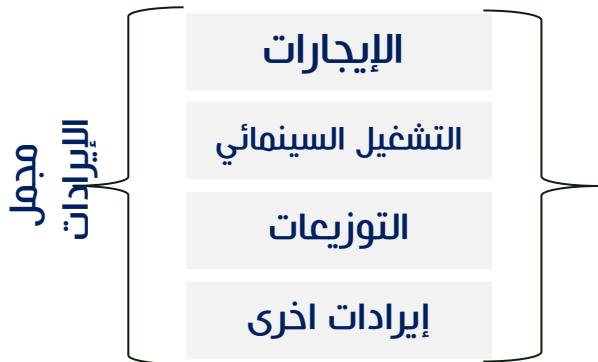 مجمل
الإيرادات
الإيجارات
التشغيل السينمائي
التوزيعات
إيرادات اخرى